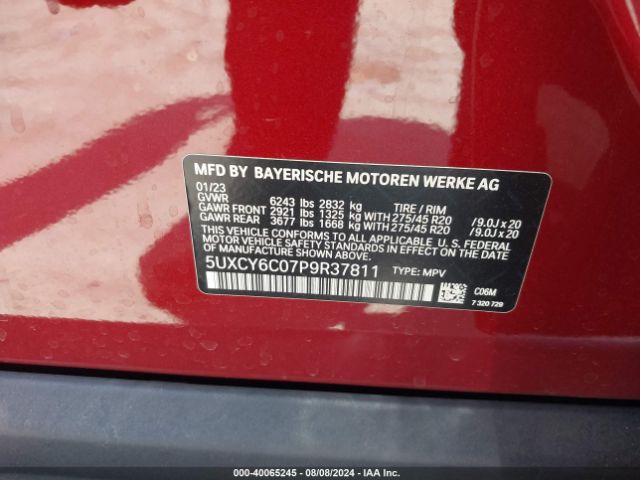 MFD BY BAYERISCHE MOTOREN WERKE AG
01/23
GVWR 6243 lbs 2832 kg TIRE / RIM
GAWR FRONT 2921 lbs 1325 kg WITH 275/45 R20 / 9.0J x 20
GAWR REAR 3677 lbs 1668 kg WITH 275/45 R20 / 9.0J x 20
THIS VEHICLE CONFORMS TO ALL APPLICABLE U. S. FEDERAL
MOTOR VEHICLE SAFETY STANDARDS IN EFFECT ON THE
DATE OF MANUFACTURE SHOWN ABOVE.
5UXCY6C07P9R37811 TYPE: MPV
C06M
7 320 729
OWW - 40065245 - 08/08/2024 - IAA Inc.